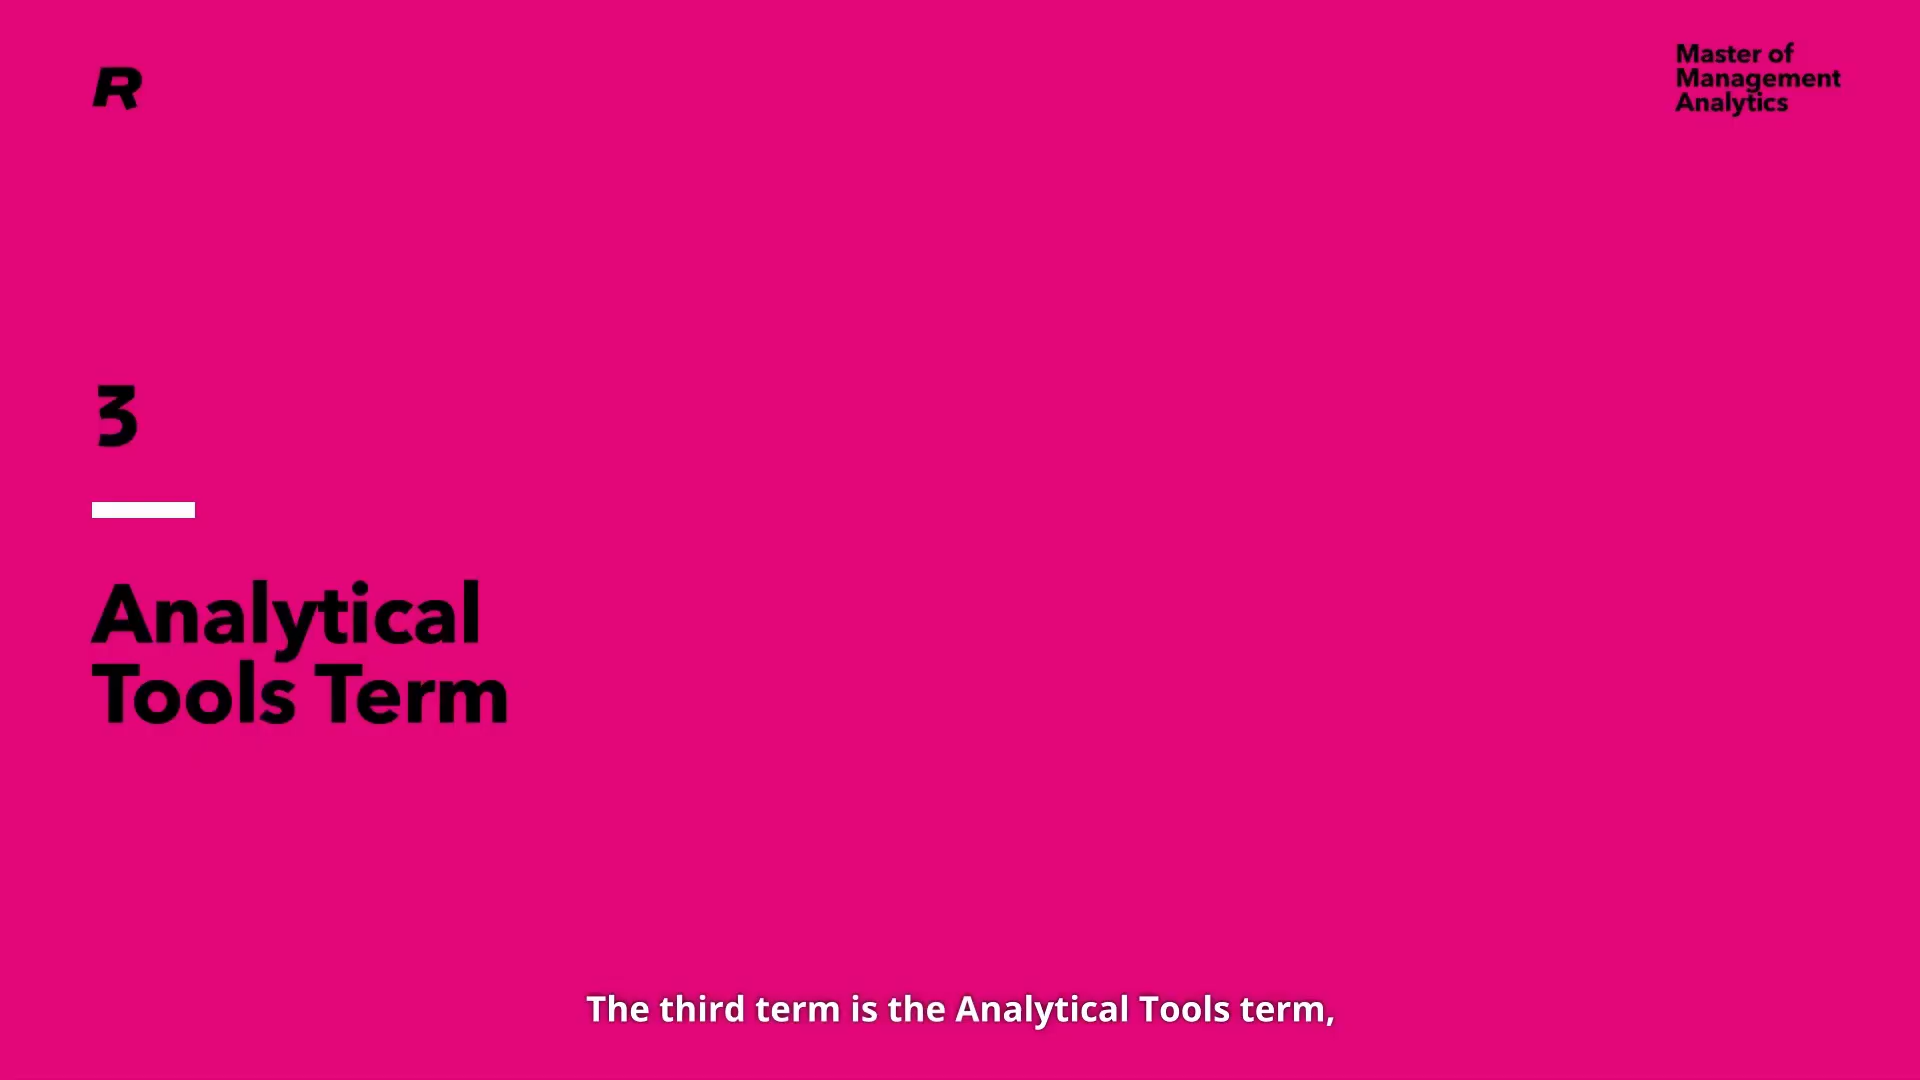 R
Master of
Management
Analytics
3
Analytical
Tools Term
The third term is the Analytical Tools term,